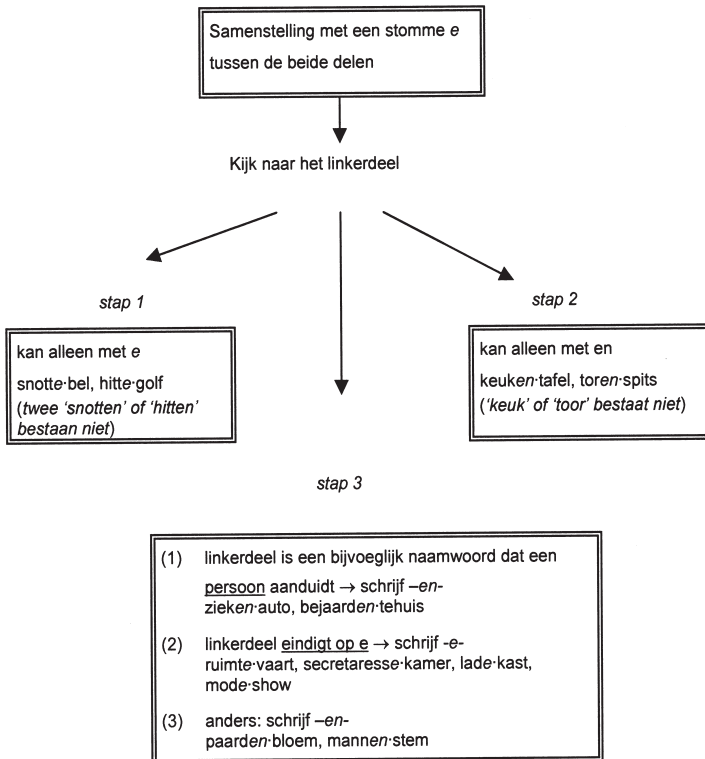 Samenstelling met een stomme e
tussen de beide delen
Kijk naar het linkerdeel
stap 1
kan alleen met e
snotte·bel, hitte·golf
(twee ‘snotten’ of ‘hitten’
bestaan niet)
stap 2
kan alleen met en
keuken·tafel, toren·spits
(‘keuk’ of ‘toor’ bestaat niet)
stap 3
(1) linkerdeel is een bijvoeglijk naamwoord dat een
persoon aanduidt → schrijf –en-
zieken·auto, bejaarden·tehuis
(2) linkerdeel eindigt op e → schrijf -e-
ruimte·vaart, secretaresse·kamer, lade·kast,
mode·show
(3) anders: schrijf –en-
paarden·bloem, mannen·stem